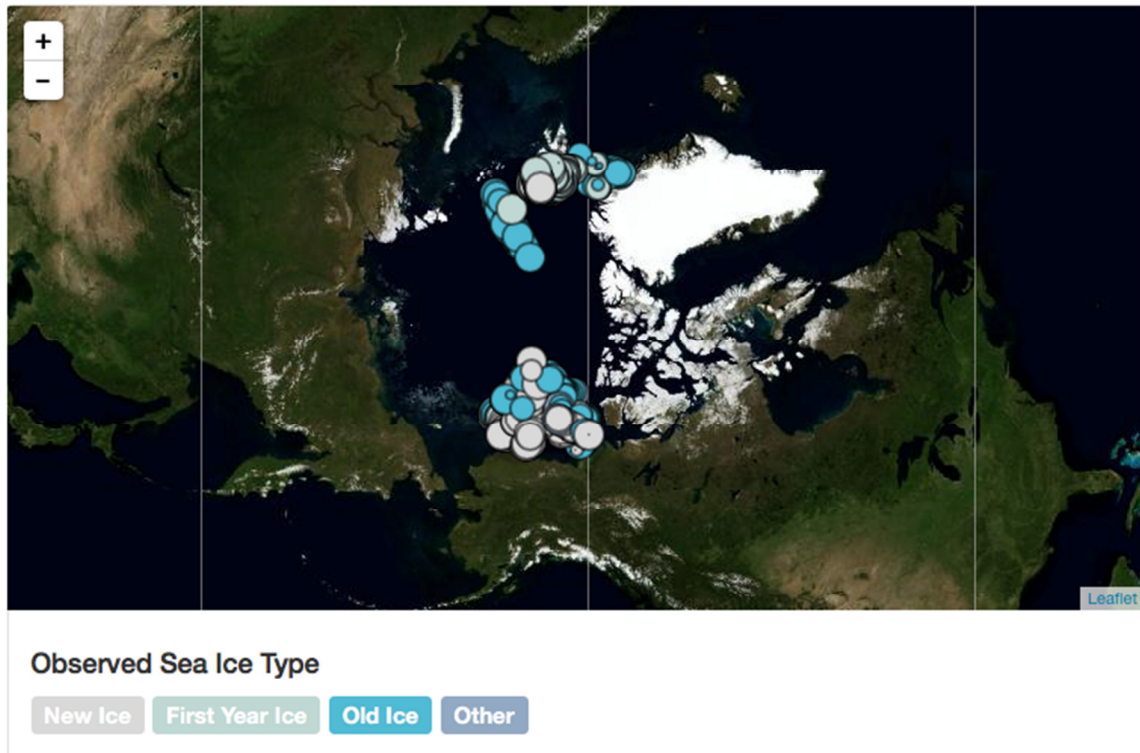 +
−
Leaflet
Observed Sea Ice Type
New Ice First Year Ice Old Ice Other